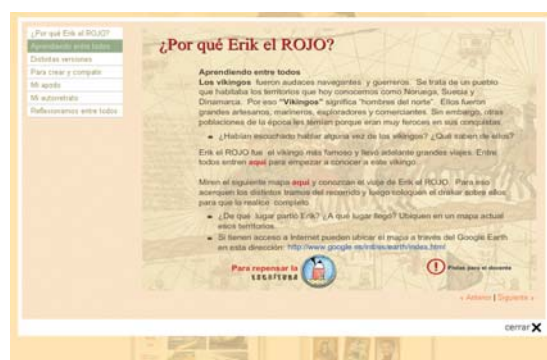 ¿Por qué Erik el ROJO?
Aprendiendo entre todos
Distintas versiones
Para crear y compatir
Mi apodo
Mi autorretrato
Reflexionamos entre todos
¿Por qué Erik el ROJO?
Aprendiendo entre todos
Los vikingos fueron audaces navegantes y guerreros. Se trata de un pueblo
que habitaba los territorios que hoy conocemos como Noruega, Suecia y
Dinamarca. Por eso "Vikingos" significa "hombres del norte". Ellos fueron
grandes artesanos, marineros, exploradores y comerciantes. Sin embargo, otras
poblaciones de la época les temían porque eran muy feroces en sus conquistas.
¿Habían escuchado hablar alguna vez de los vikingos? ¿Qué saben de ellos?
Erik el ROJO fue el vikingo más famoso y llevó adelante grandes viajes. Entre
todos entren aquí para empezar a conocer a este vikingo.
Miren el siguiente mapa aquí y conozcan el viaje de Erik el ROJO. Para eso
acerquen los distintos tramos del recorrido y luego coloquen el drakar sobre ellos
para que lo realice completo
¿De que lugar partió Erik? ¿A qué lugar llegó? Ubiquen en un mapa actual
esos territorios.
Si tienen acceso a Internet pueden ubicar el mapa a través del Google Earth
en esta dirección: http://www.google.es/intl/es/earth/index.html
Para repensar la
escritura
Pistas para el docente
« Anterior | Siguiente »
cerrar X